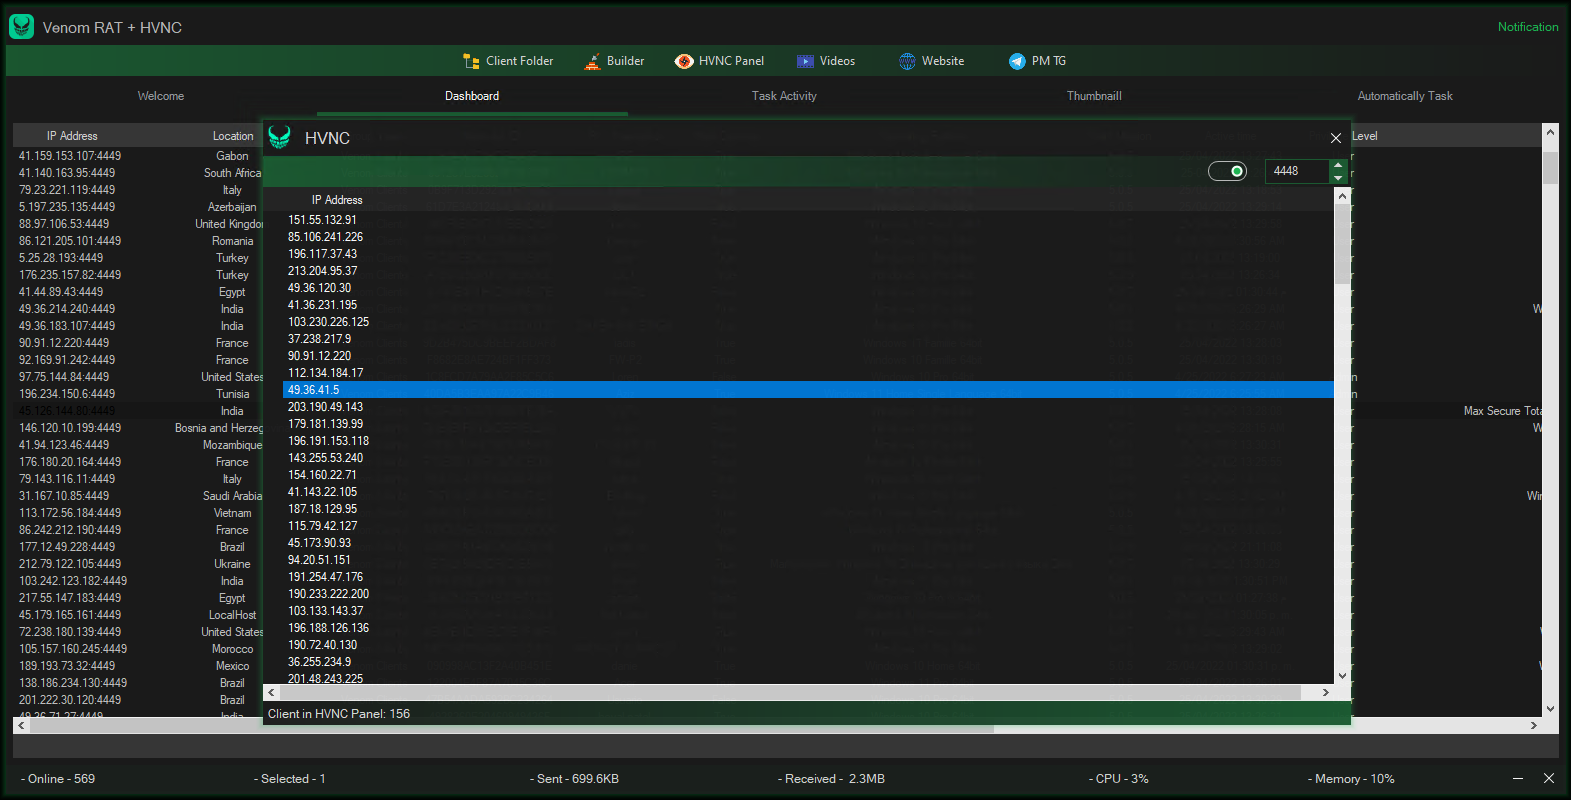 Venom RAT + HVNC
Notification
Client Folder Builder HVNC Panel Videos Website PM TG
Welcome Dashboard Task Activity Thumbnaill Automatically Task
IP Address Location Level
41.159.153.107:4449 Gabon
41.140.163.95:4449 South Africa
79.23.221.119:4449 Italy
5.197.235.135:4449 Azerbaijan
88.97.106.53:4449 United Kingdo
86.121.205.101:4449 Romania
5.25.28.193:4449 Turkey
176.235.157.82:4449 Turkey
41.44.89.43:4449 Egypt
49.36.214.240:4449 India
49.36.183.107:4449 India
90.91.12.220:4449 France
92.169.91.242:4449 France
97.75.144.84:4449 United States
196.234.150.6:4449 Tunisia
45.126.144.80:4449 India Max Secure Tota
146.120.10.199:4449 Bosnia and Herzeg
41.94.123.46:4449 Mozambique
176.180.20.164:4449 France
79.143.116.11:4449 Italy
31.167.10.85:4449 Saudi Arabia Win
113.172.56.184:4449 Vietnam
86.242.212.190:4449 France
177.12.49.228:4449 Brazil
212.79.122.105:4449 Ukraine
103.242.123.182:4449 India
217.55.147.183:4449 Egypt
45.179.165.161:4449 LocalHost
72.238.180.139:4449 United States
105.157.160.245:4449 Morocco
189.193.73.32:4449 Mexico
138.186.234.130:4449 Brazil
201.222.30.120:4449 Brazil
49.36.71.27:4449 India
HVNC
4448
IP Address
151.55.132.91
85.106.241.226
196.117.37.43
213.204.95.37
49.36.120.30
41.36.231.195
103.230.226.125
37.238.217.9
90.91.12.220
112.134.184.17
49.36.41.5
203.190.49.143
179.181.139.99
196.191.153.118
143.255.53.240
154.160.22.71
41.143.22.105
187.18.129.95
115.79.42.127
45.173.90.93
94.20.51.151
191.254.47.176
190.233.222.200
103.133.143.37
196.188.126.136
190.72.40.130
36.255.234.9
201.48.243.225
Client in HVNC Panel: 156
- Online - 569 - Selected - 1 - Sent - 699.6KB - Received - 2.3MB - CPU - 3% - Memory - 10%